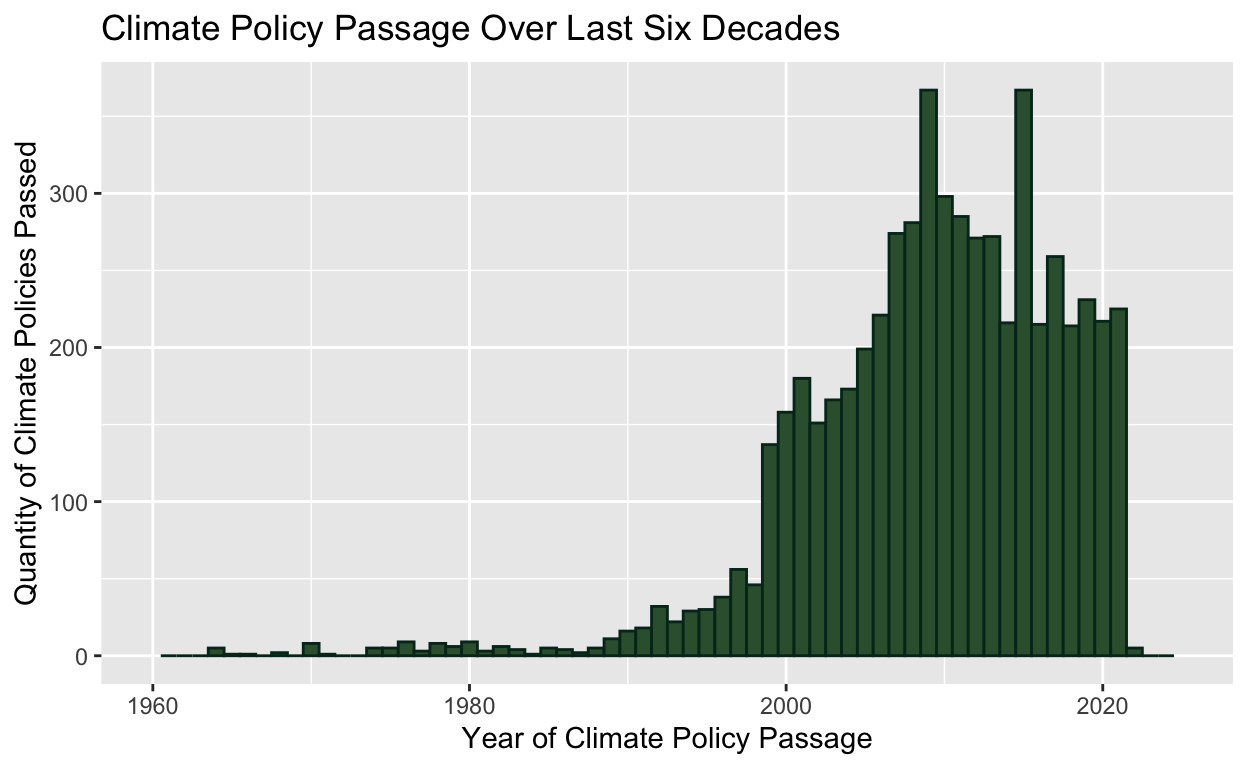 Climate Policy Passage Over Last Six Decades
Quantity of Climate Policies Passed
300
200
100
0
1960 1980 2000 2020
Year of Climate Policy Passage